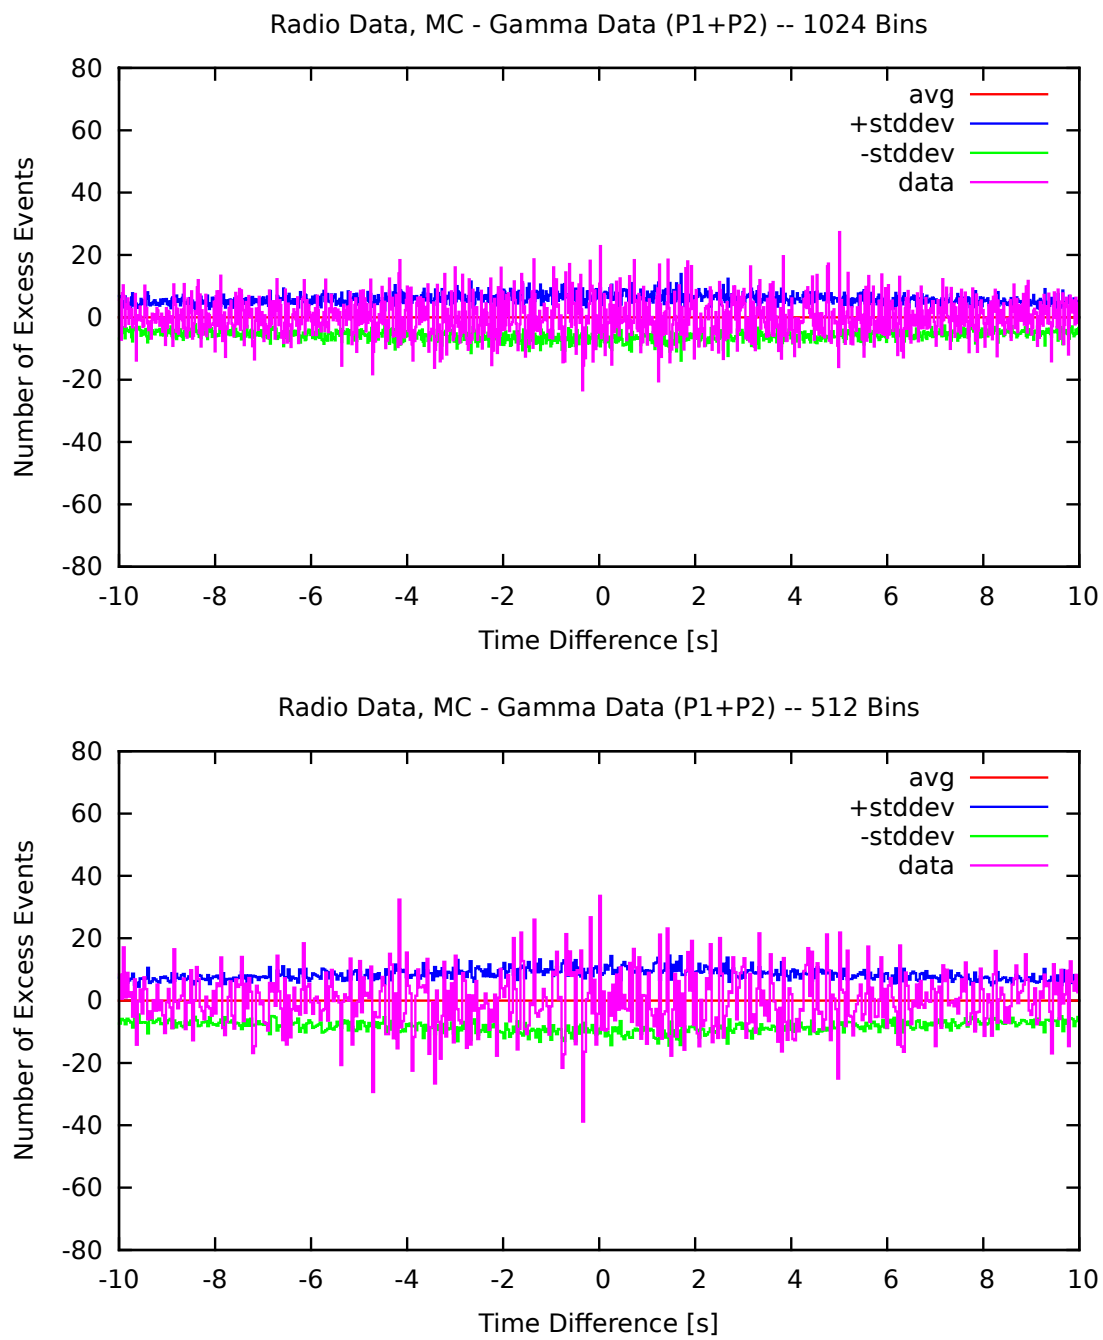 Radio Data, MC - Gamma Data (P1+P2) -- 1024 Bins
80
60
40
20
0
-20
-40
-60
-80
Number of Excess Events
avg
+stddev
-stddev
data
-10 -8 -6 -4 -2 0 2 4 6 8 10
Time Difference [s]
Radio Data, MC - Gamma Data (P1+P2) -- 512 Bins
80
60
40
20
0
-20
-40
-60
-80
Number of Excess Events
avg
+stddev
-stddev
data
-10 -8 -6 -4 -2 0 2 4 6 8 10
Time Difference [s]